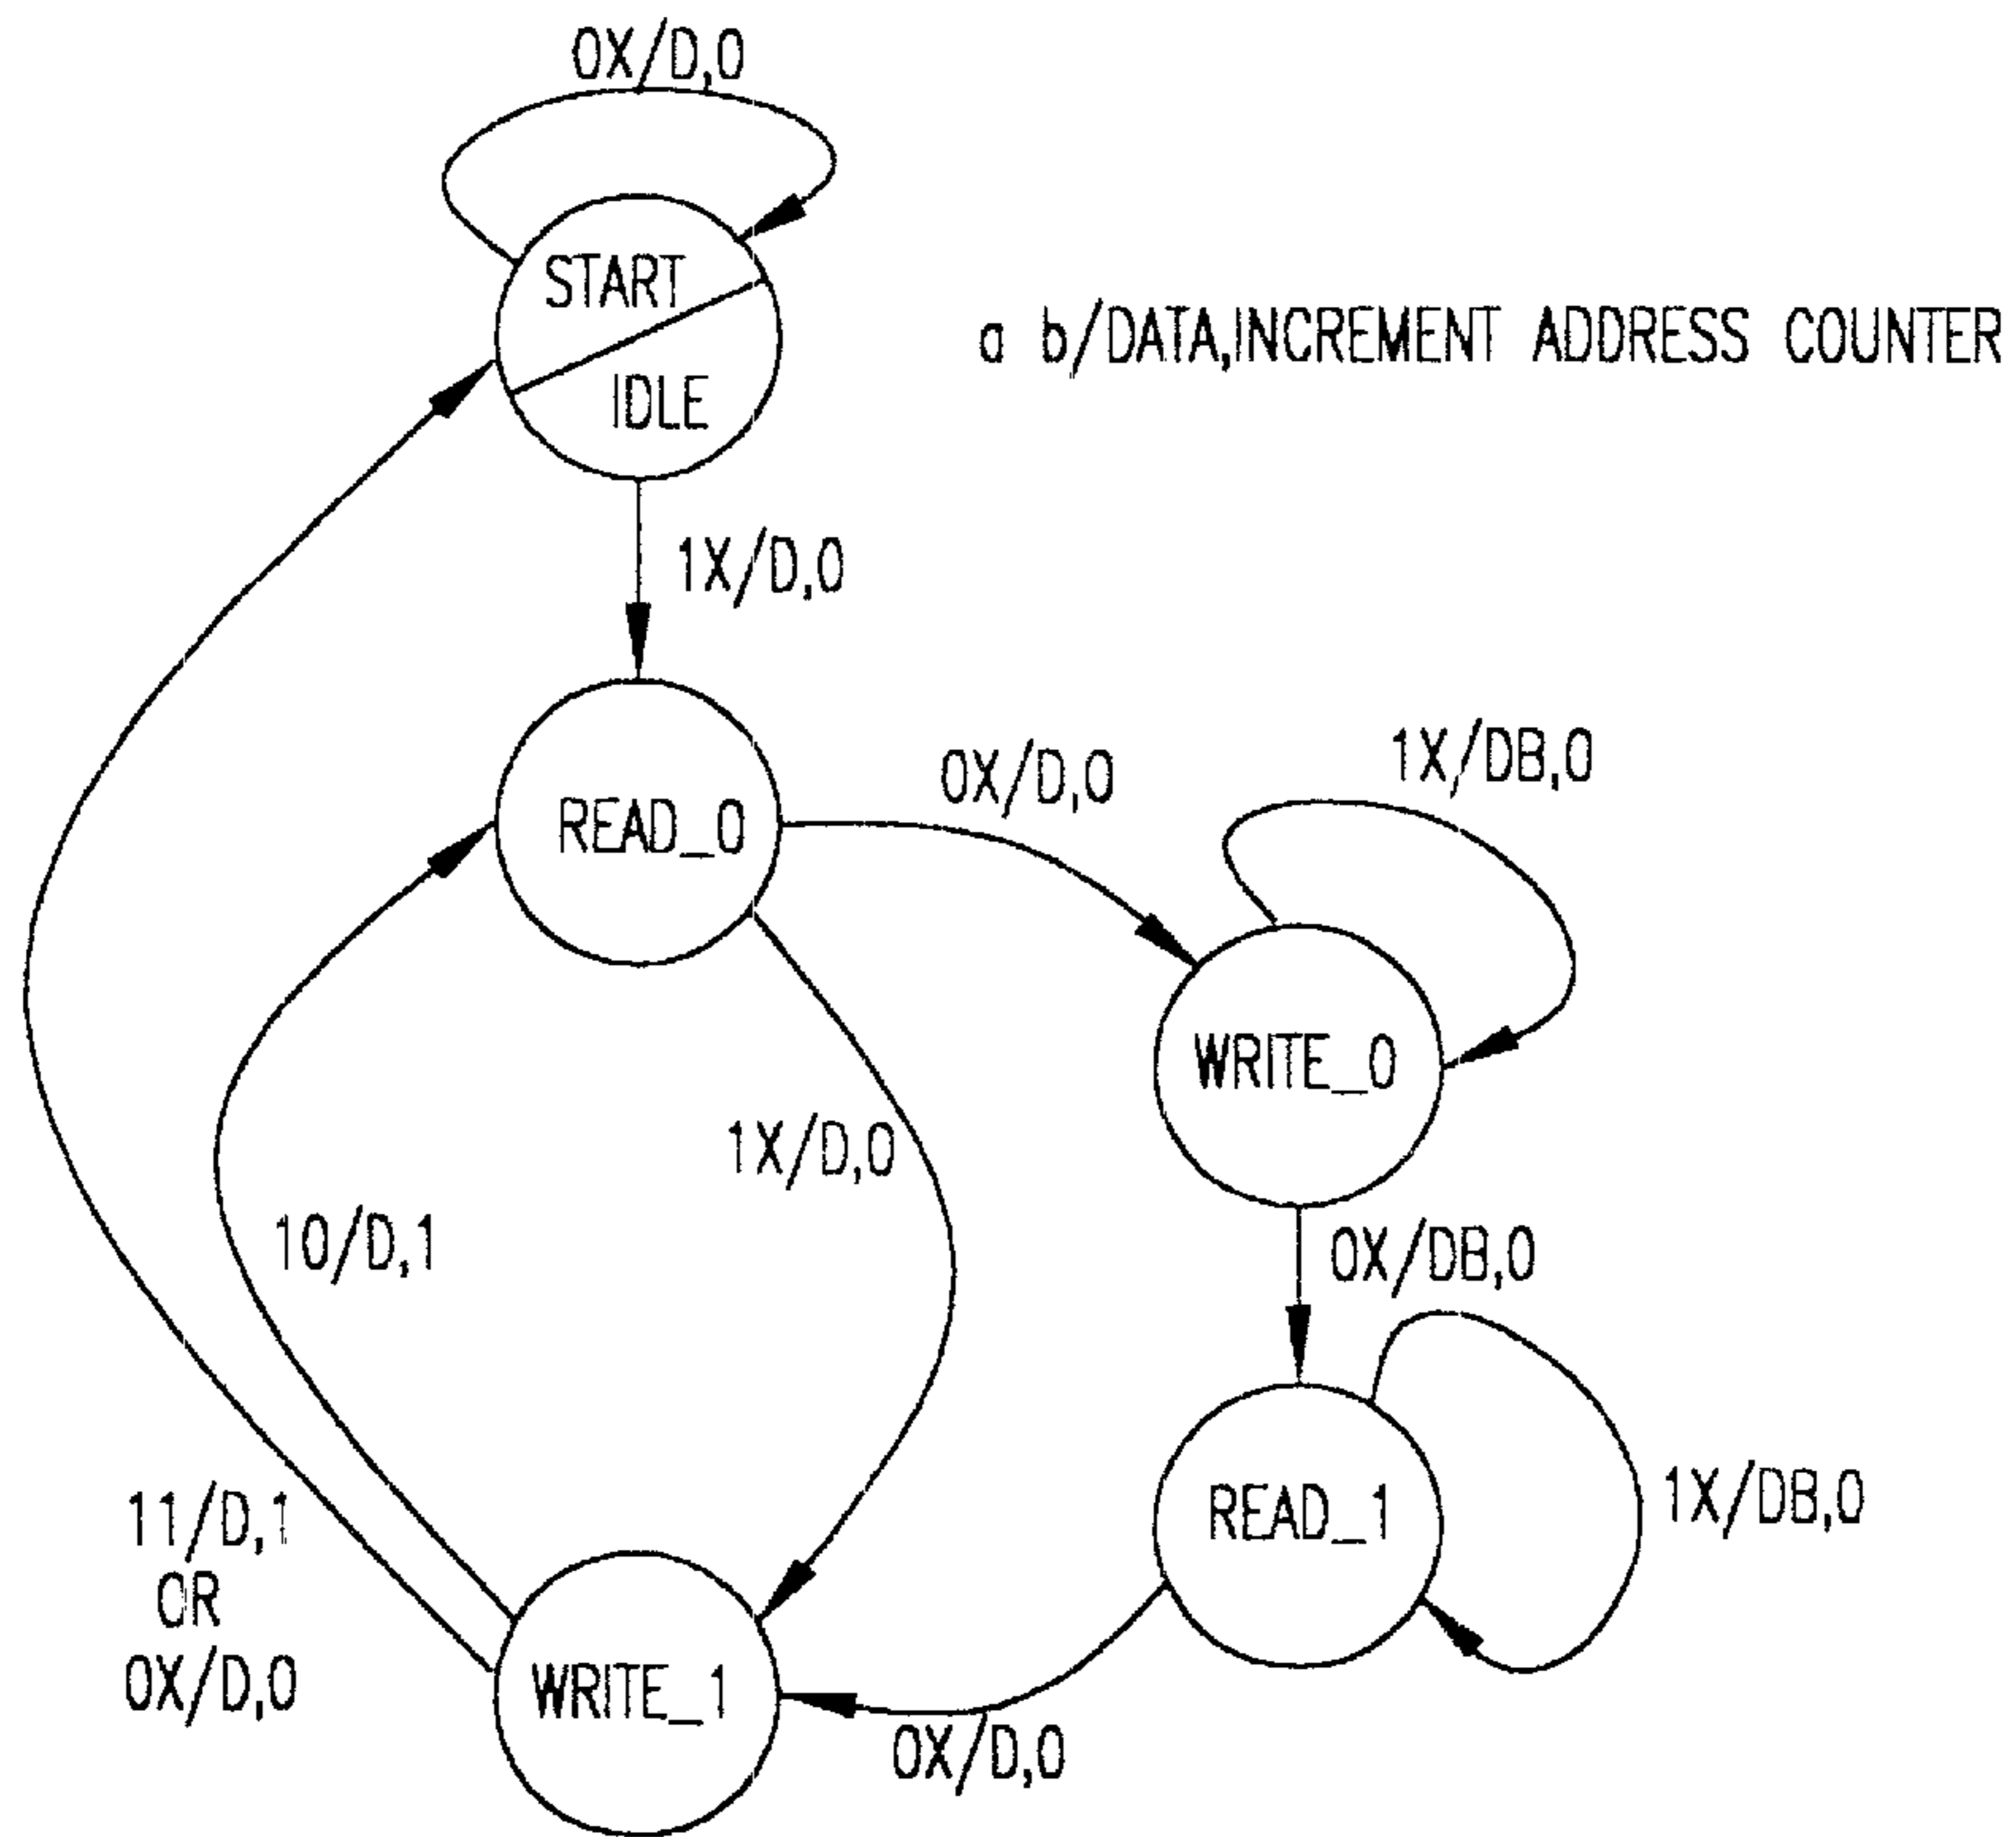 0X/D,0
START
IDLE
a b/DATA,INCREMENT ADDRESS COUNTER
1X/D,0
READ_0
0X/D,0
1X/DB,0
WRITE_0
1X/D,0
10/D,1
0X/DB,0
READ_1
1X/DB,0
11/D,1
OR
0X/D,0
WRITE_1
0X/D,0